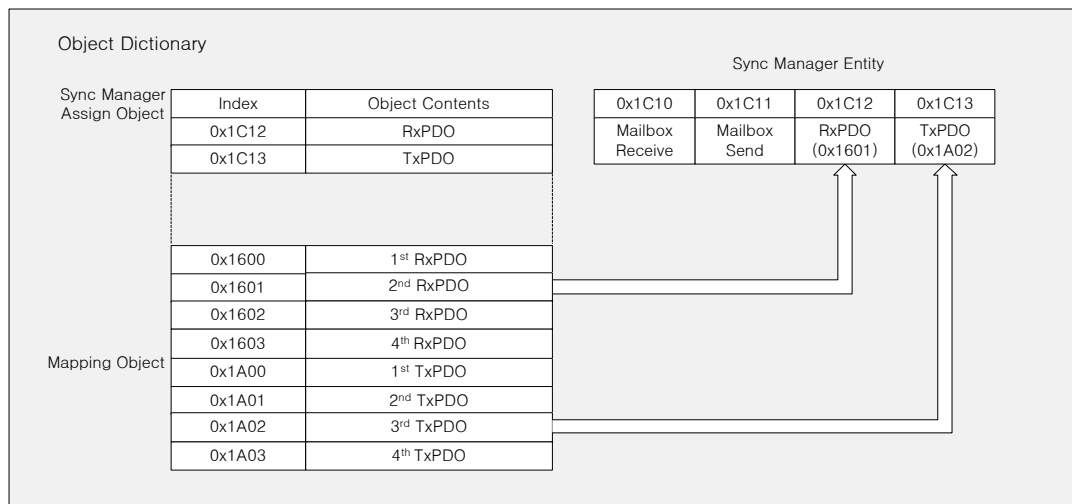 Object Dictionary
Sync Manager Entity
Sync Manager
Assign Object
Index Object Contents
0x1C12 RxPDO
0x1C13 TxPDO
0x1C10 0x1C11 0x1C12 0x1C13
Mailbox Mailbox RxPDO TxPDO
Receive Send (0x1601) (0x1A02)
Mapping Object
0x1600 1st RxPDO
0x1601 2nd RxPDO
0x1602 3rd RxPDO
0x1603 4th RxPDO
0x1A00 1st TxPDO
0x1A01 2nd TxPDO
0x1A02 3rd TxPDO
0x1A03 4th TxPDO